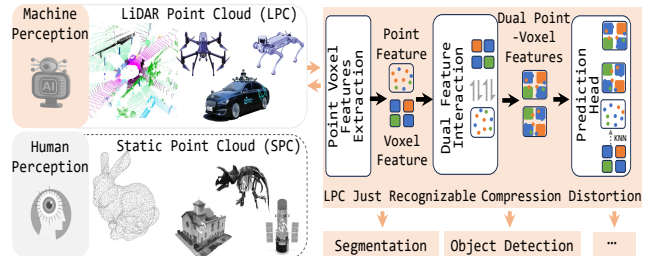 Machine
Perception
AI
LiDAR Point Cloud (LPC)
Human
Perception
Static Point Cloud (SPC)
Point Voxel
Features
Extraction
Point
Feature
Voxel
Feature
Dual Feature
Interaction
Dual Point
-Voxel
Features
Prediction
Head
KNN
LPC Just Recognizable Compression Distortion
Segmentation
Object Detection
…